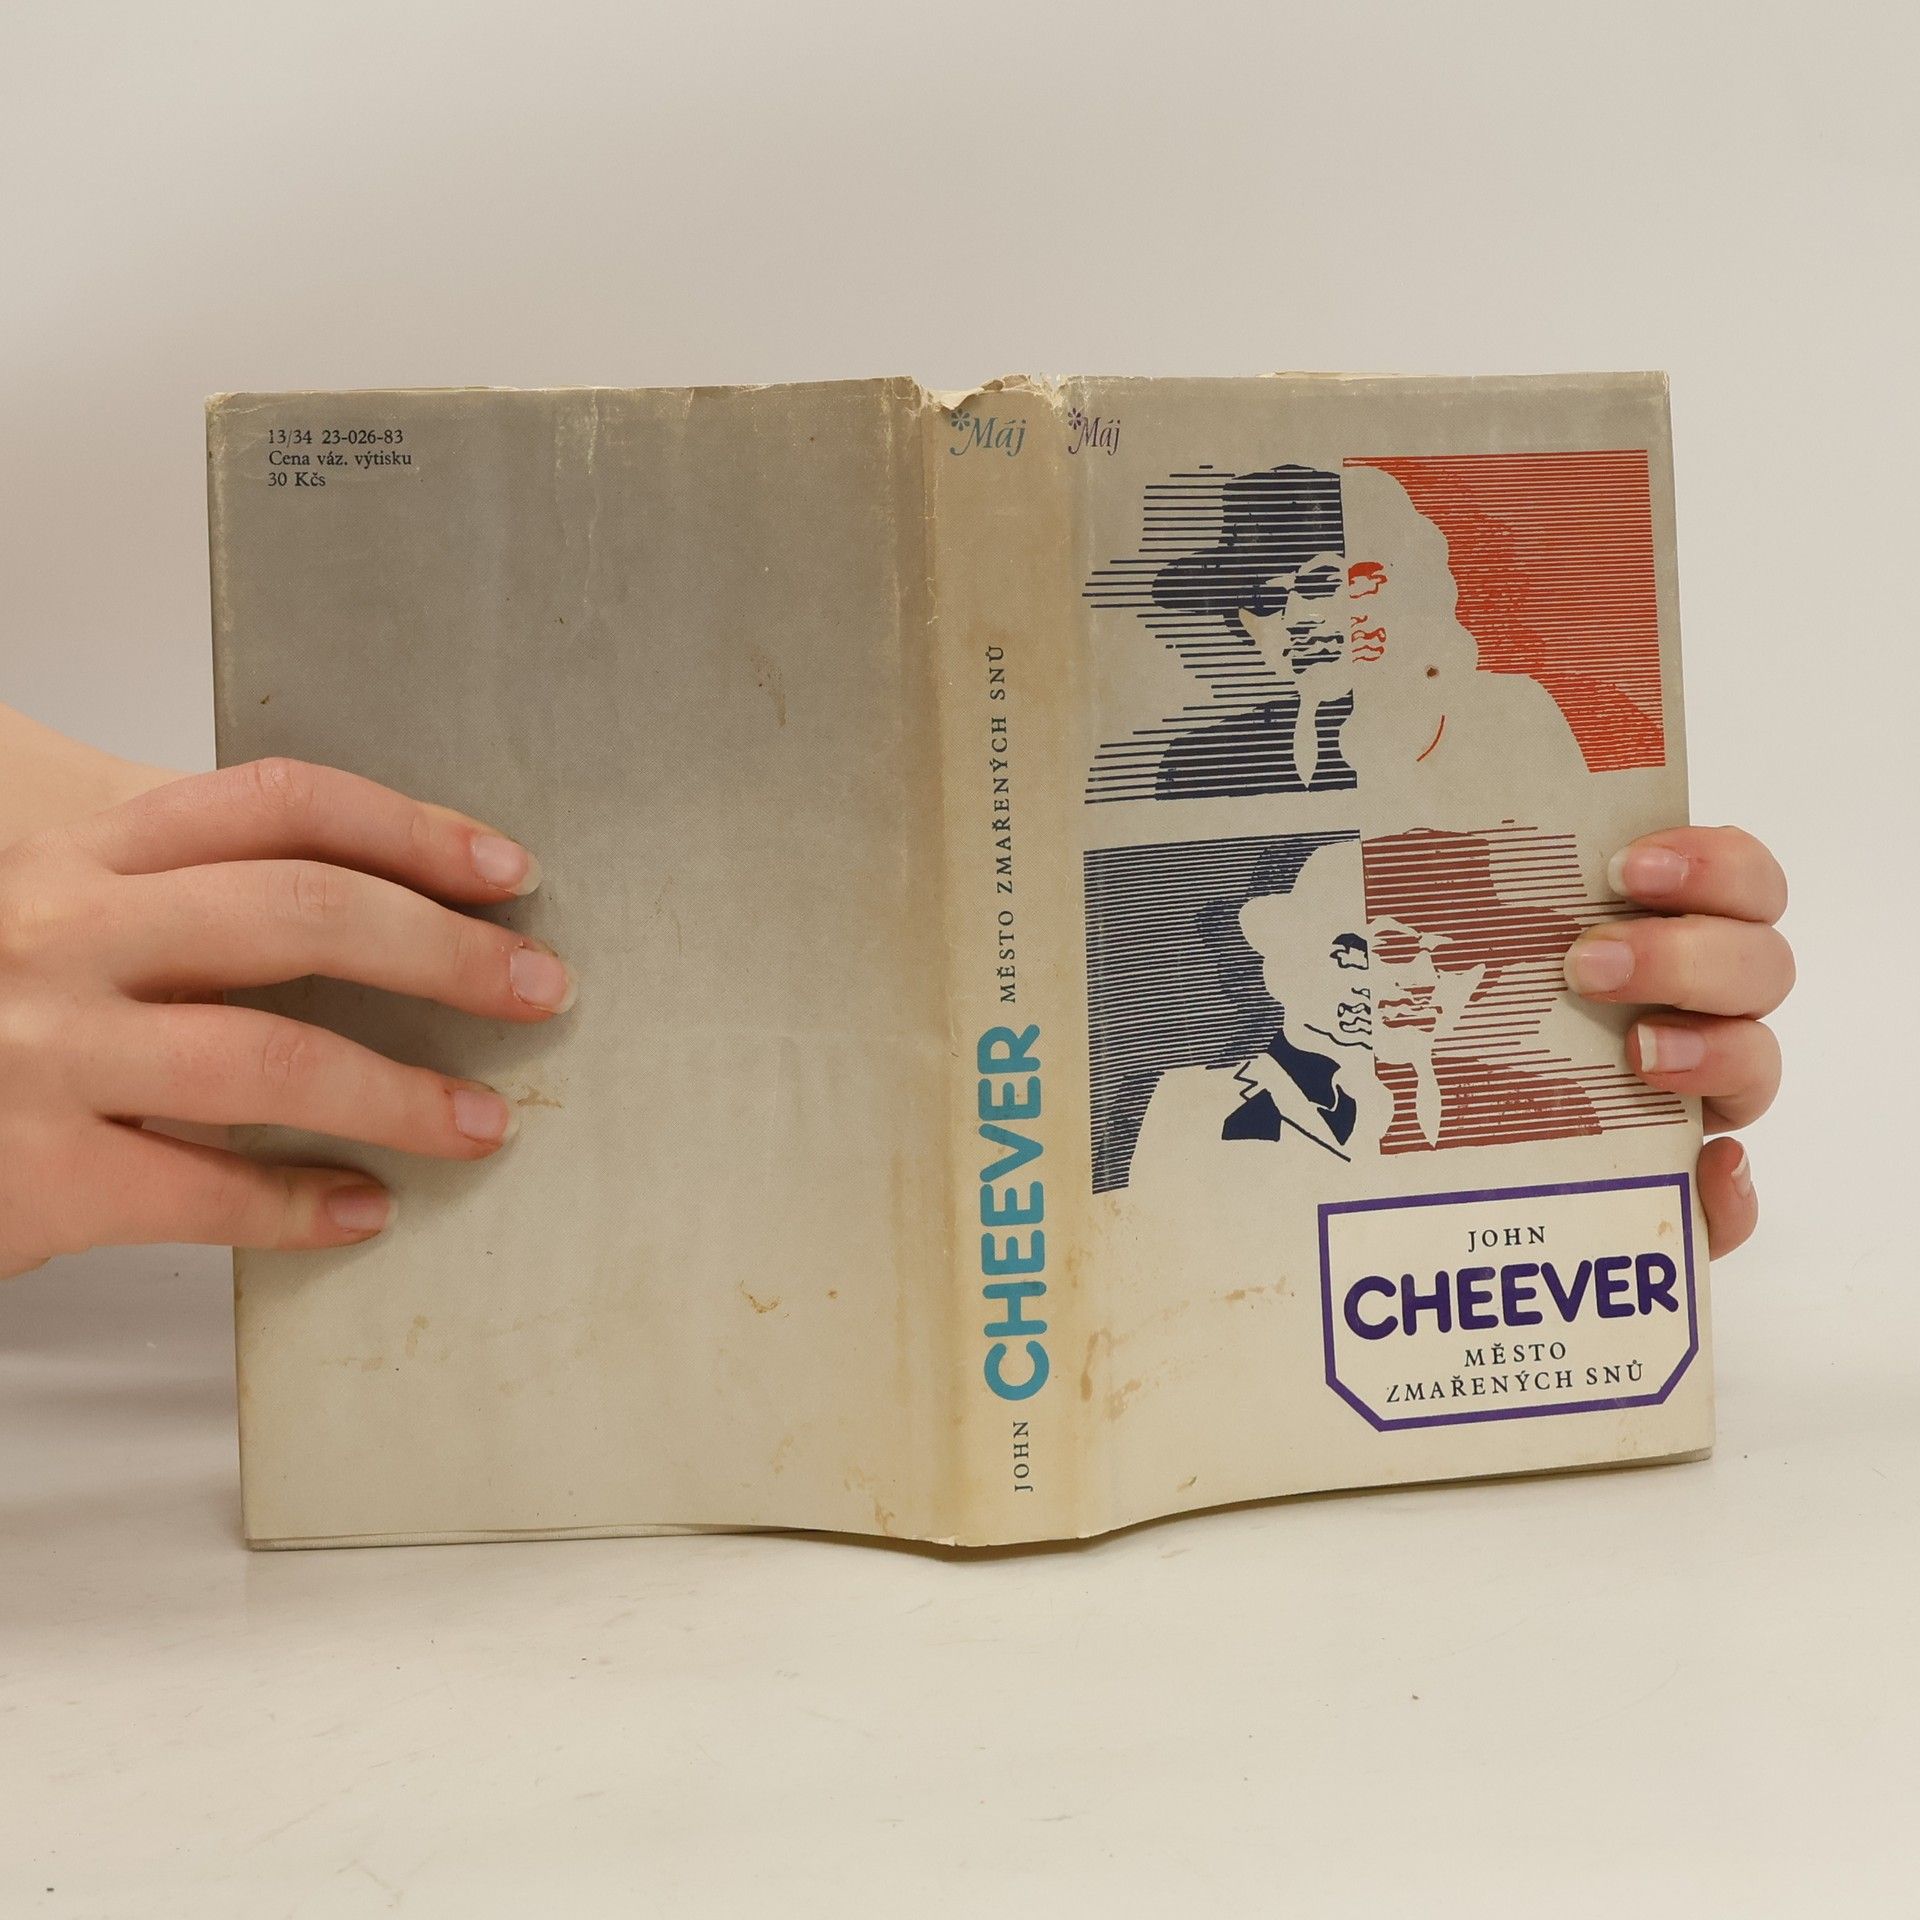 13/34 23-026-83
Cena váz. výtisku
30 Kčs
Máj
JOHN CHEEVER MĚSTO ZMAŘENÝCH SNŮ
Máj
JOHN
CHEEVER
MĚSTO
ZMAŘENÝCH SNŮ